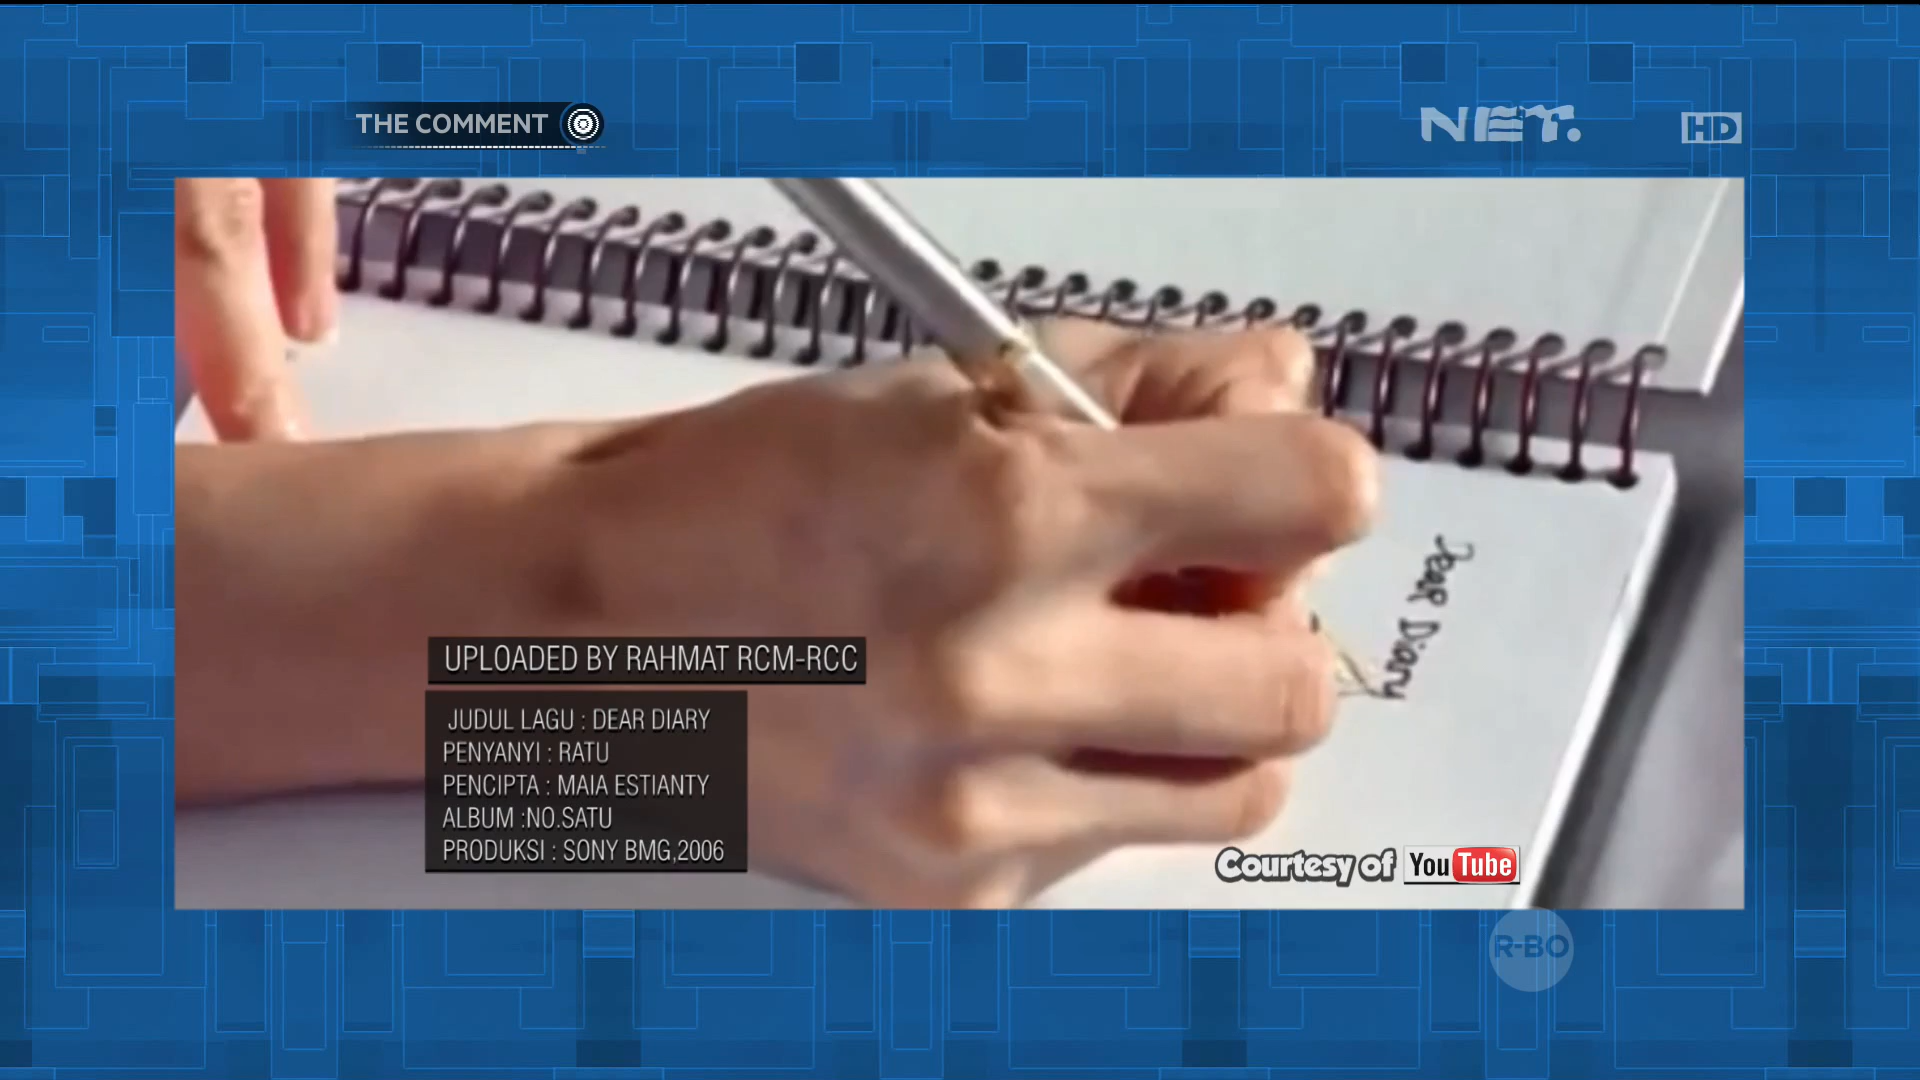 THE COMMENT
NET.
HD
Dear Diary
UPLOADED BY RAHMAT RCM-RCC
JUDUL LAGU : DEAR DIARY
PENYANYI : RATU
PENCIPTA : MAIA ESTIANTY
ALBUM :NO.SATU
PRODUKSI : SONY BMG,2006
Courtesy of YouTube
R-BO